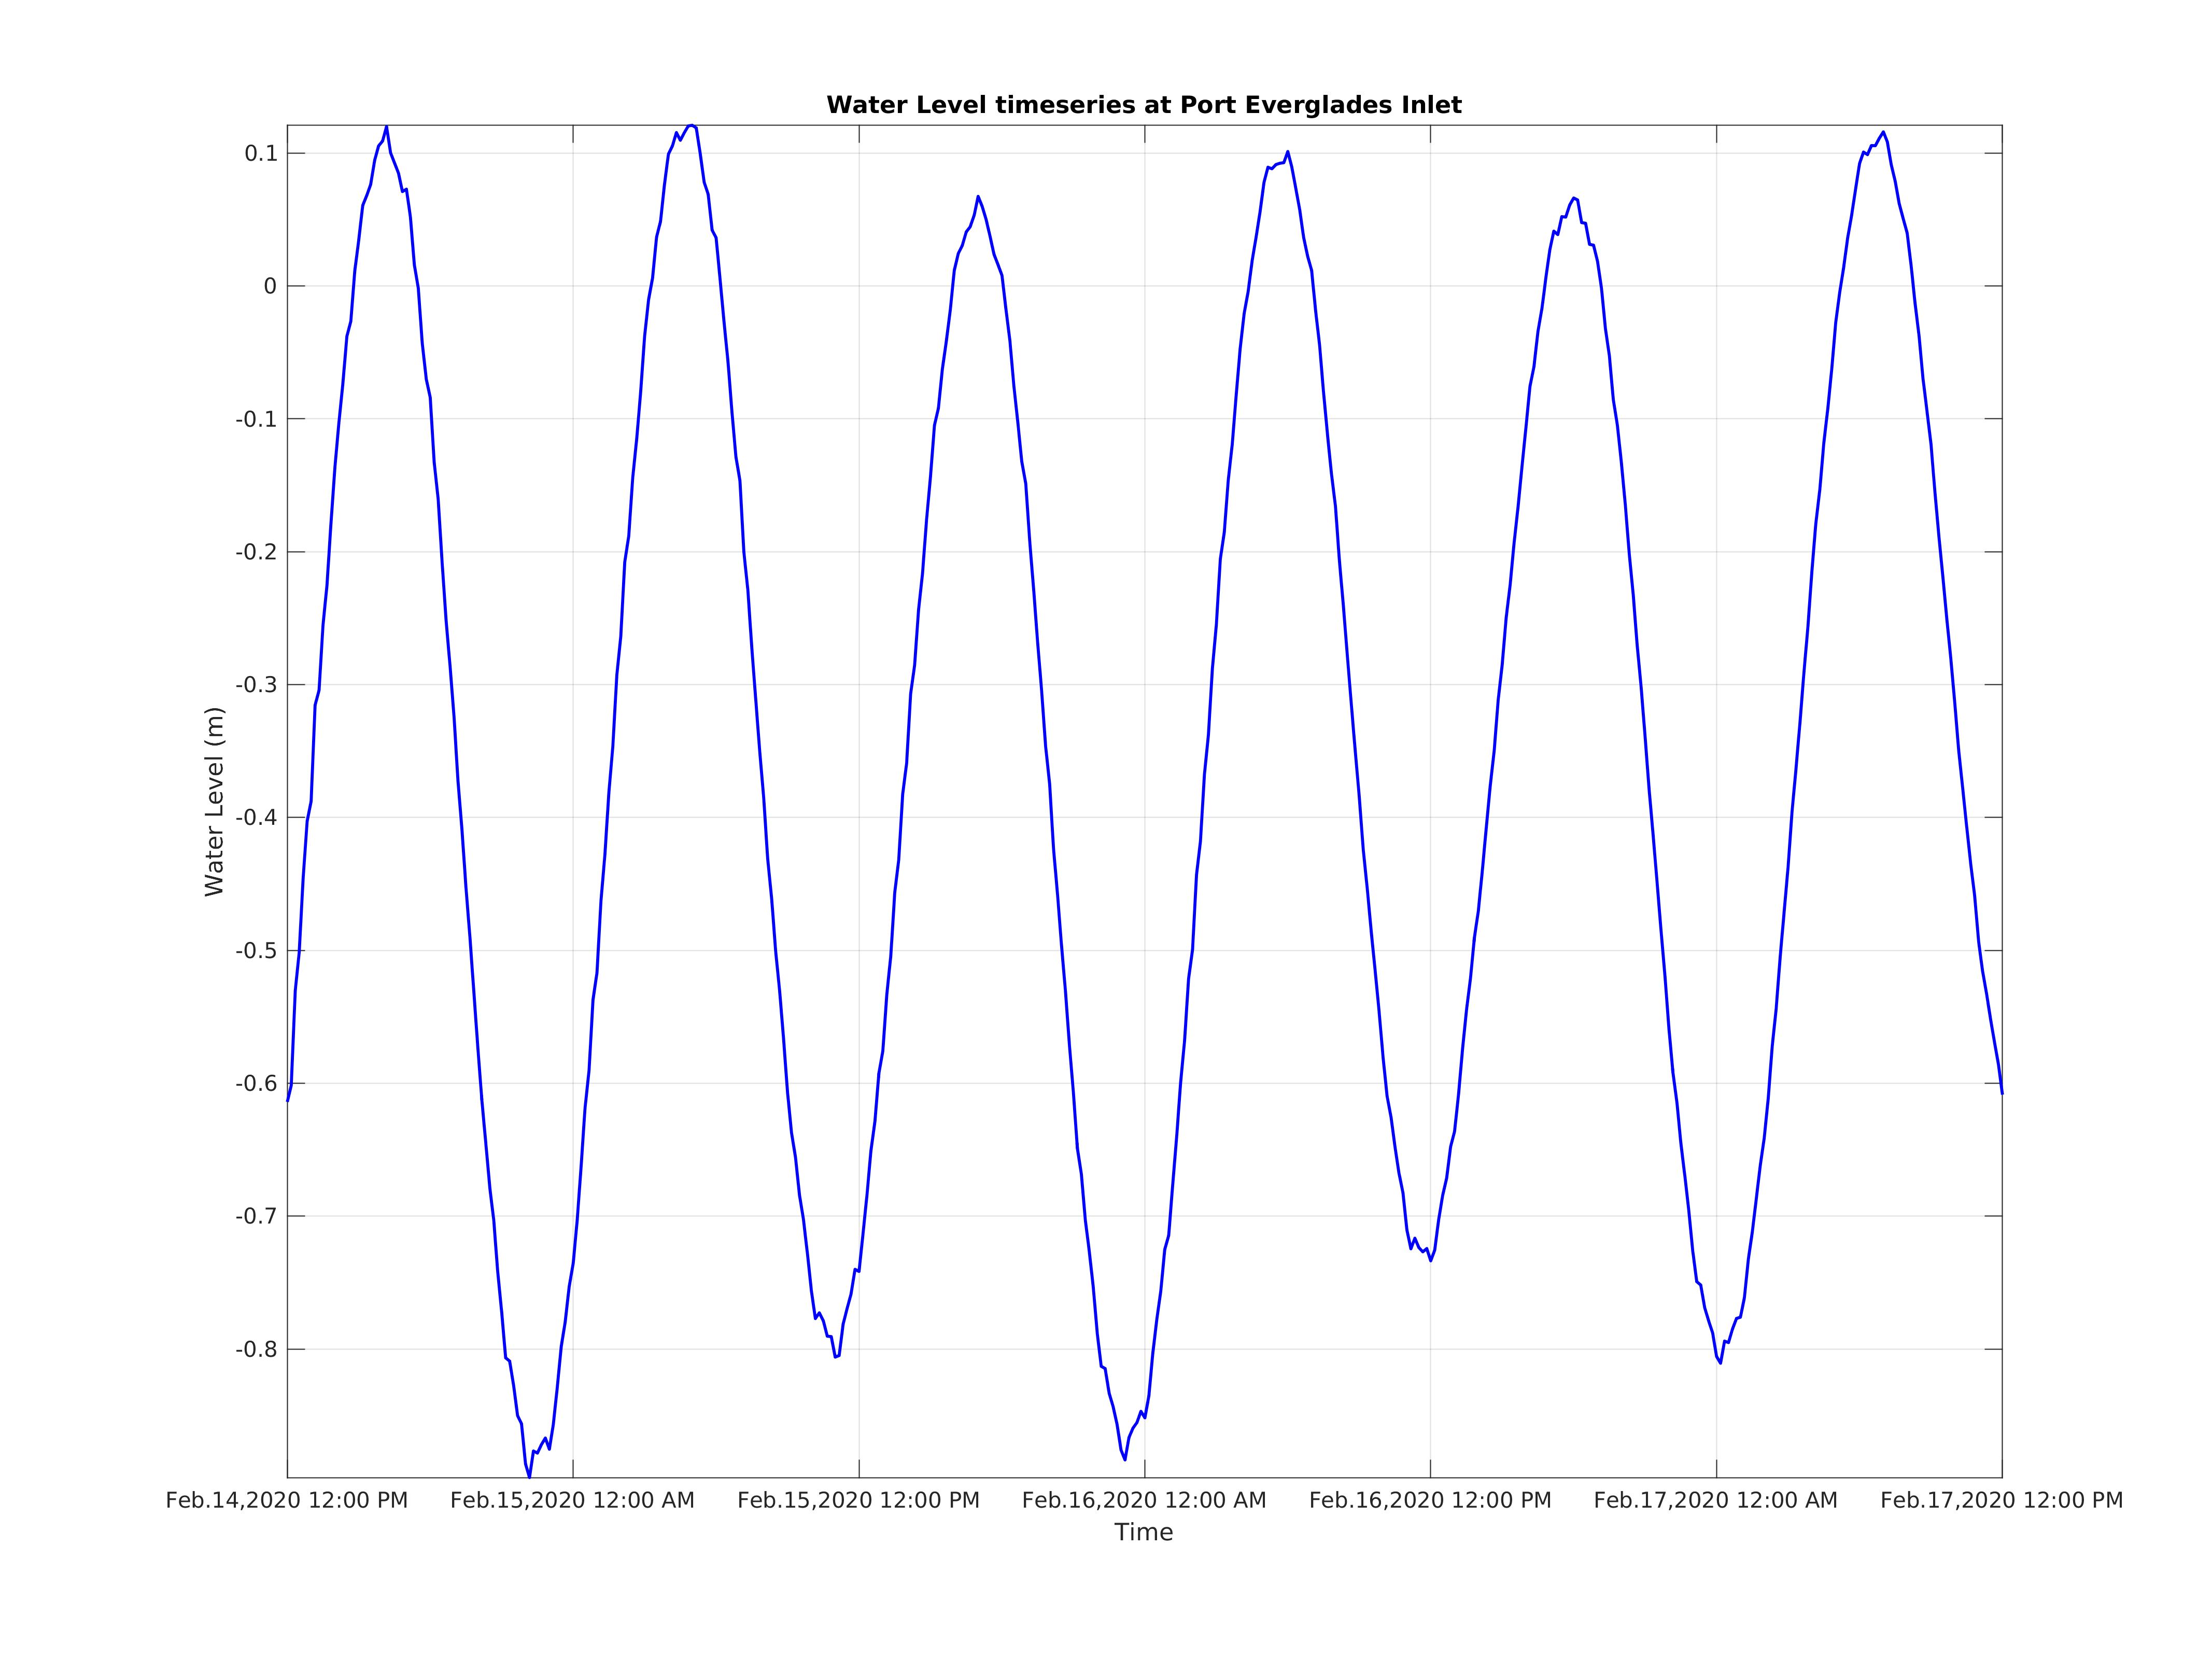 Water Level timeseries at Port Everglades Inlet
0.1
0
-0.1
-0.2
-0.3
-0.4
-0.5
-0.6
-0.7
-0.8
Water Level (m)
Feb.14,2020 12:00 PM
Feb.15,2020 12:00 AM
Feb.15,2020 12:00 PM
Feb.16,2020 12:00 AM
Feb.16,2020 12:00 PM
Feb.17,2020 12:00 AM
Feb.17,2020 12:00 PM
Time